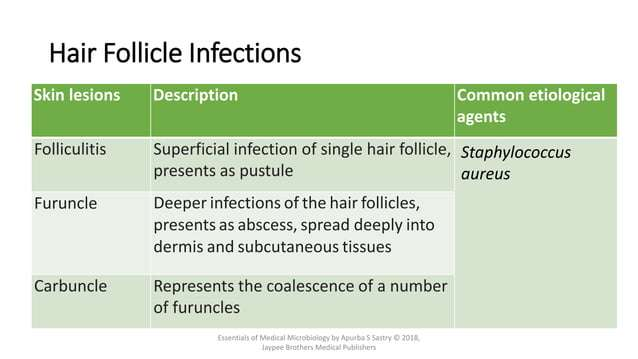 Hair Follicle Infections
Skin lesions Description Common etiological
agents
Folliculitis Superficial infection of single hair follicle,
presents as pustule
Staphylococcus
aureus
Furuncle Deeper infections of the hair follicles,
presents as abscess, spread deeply into
dermis and subcutaneous tissues
Carbuncle Represents the coalescence of a number
of furuncles
Essentials of Medical Microbiology by Apurba S Sastry © 2018,
Jaypee Brothers Medical Publishers